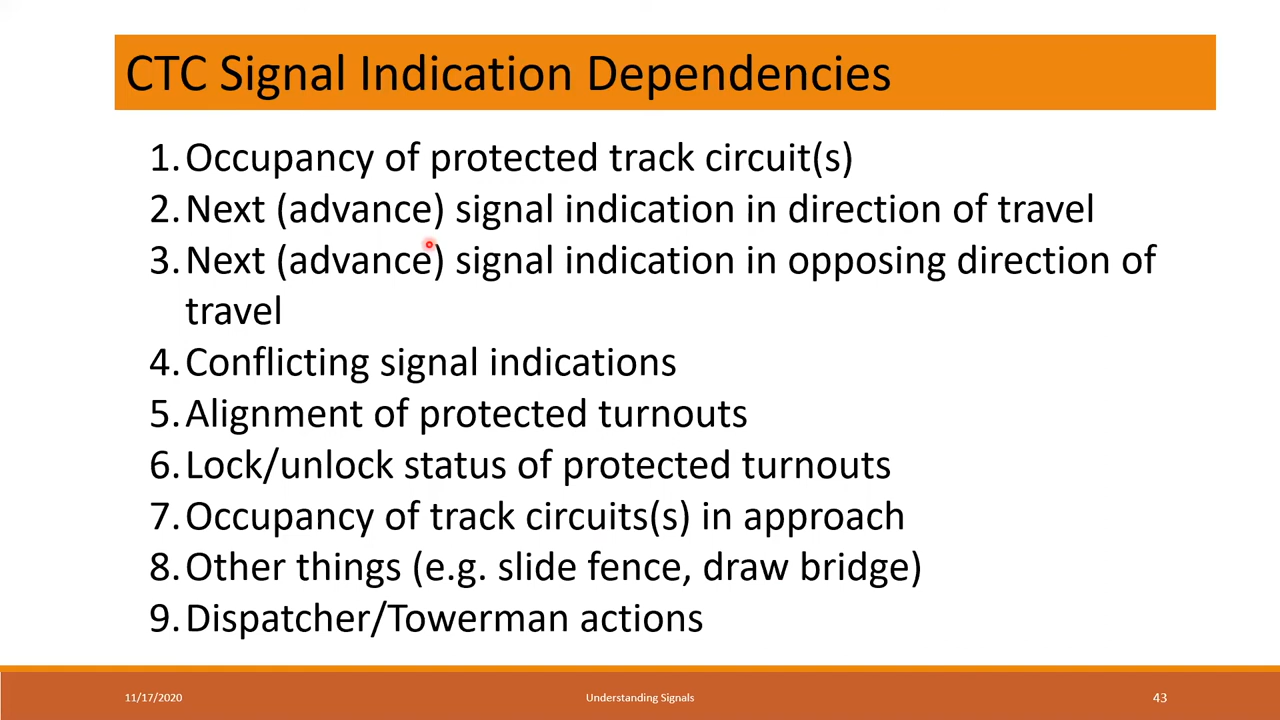 CTC Signal Indication Dependencies
1. Occupancy of protected track circuit(s)
2. Next (advance) signal indication in direction of travel
3. Next (advance) signal indication in opposing direction of
travel
4. Conflicting signal indications
5. Alignment of protected turnouts
6. Lock/unlock status of protected turnouts
7. Occupancy of track circuits(s) in approach
8. Other things (e.g. slide fence, draw bridge)
9. Dispatcher/Towerman actions
11/17/2020
Understanding Signals
43